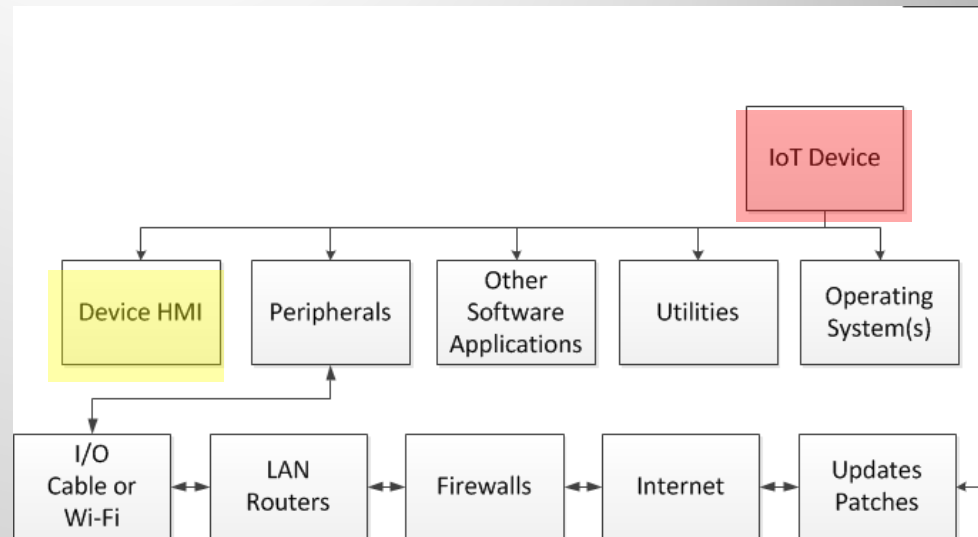 IoT Device
Device HMI
Peripherals
Other
Software
Applications
Utilities
Operating
System(s)
I/O
Cable or
Wi-Fi
LAN
Routers
Firewalls
Internet
Updates
Patches